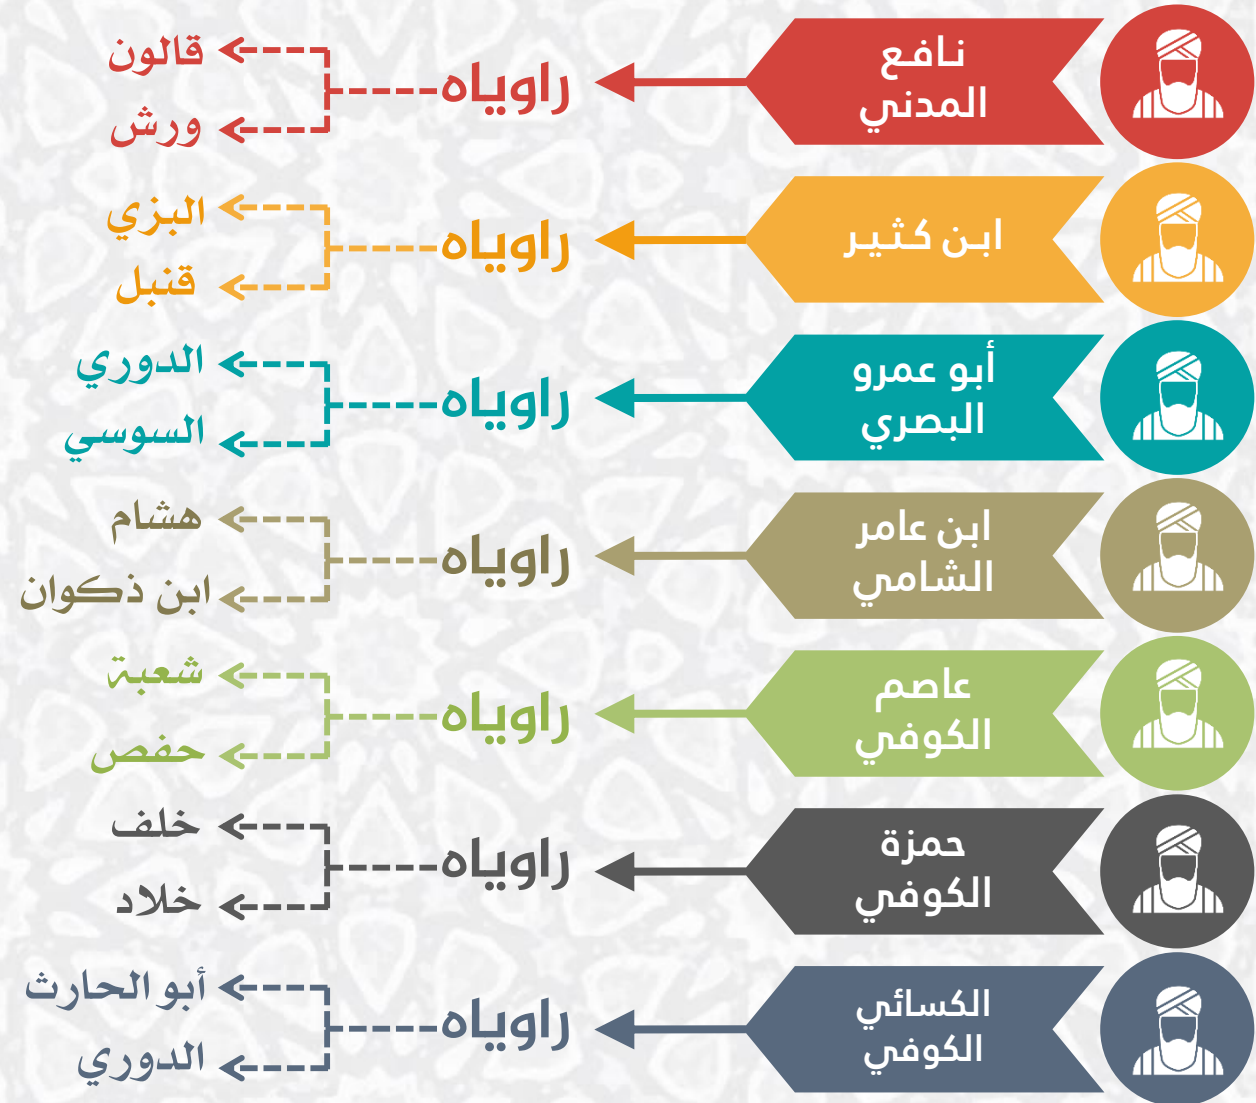 نافع
المدني
راوياه
قالون
ورش
ابن كثير
راوياه
البزي
قنبل
أبو عمرو
البصري
راوياه
الدوري
السوسي
ابن عامر
الشامي
راوياه
هشام
ابن ذكوان
عاصم
الكوفي
راوياه
شعبة
حفص
حمزة
الكوفي
راوياه
خلف
خلاد
الكسائي
الكوفي
راوياه
أبو الحارث
الدوري